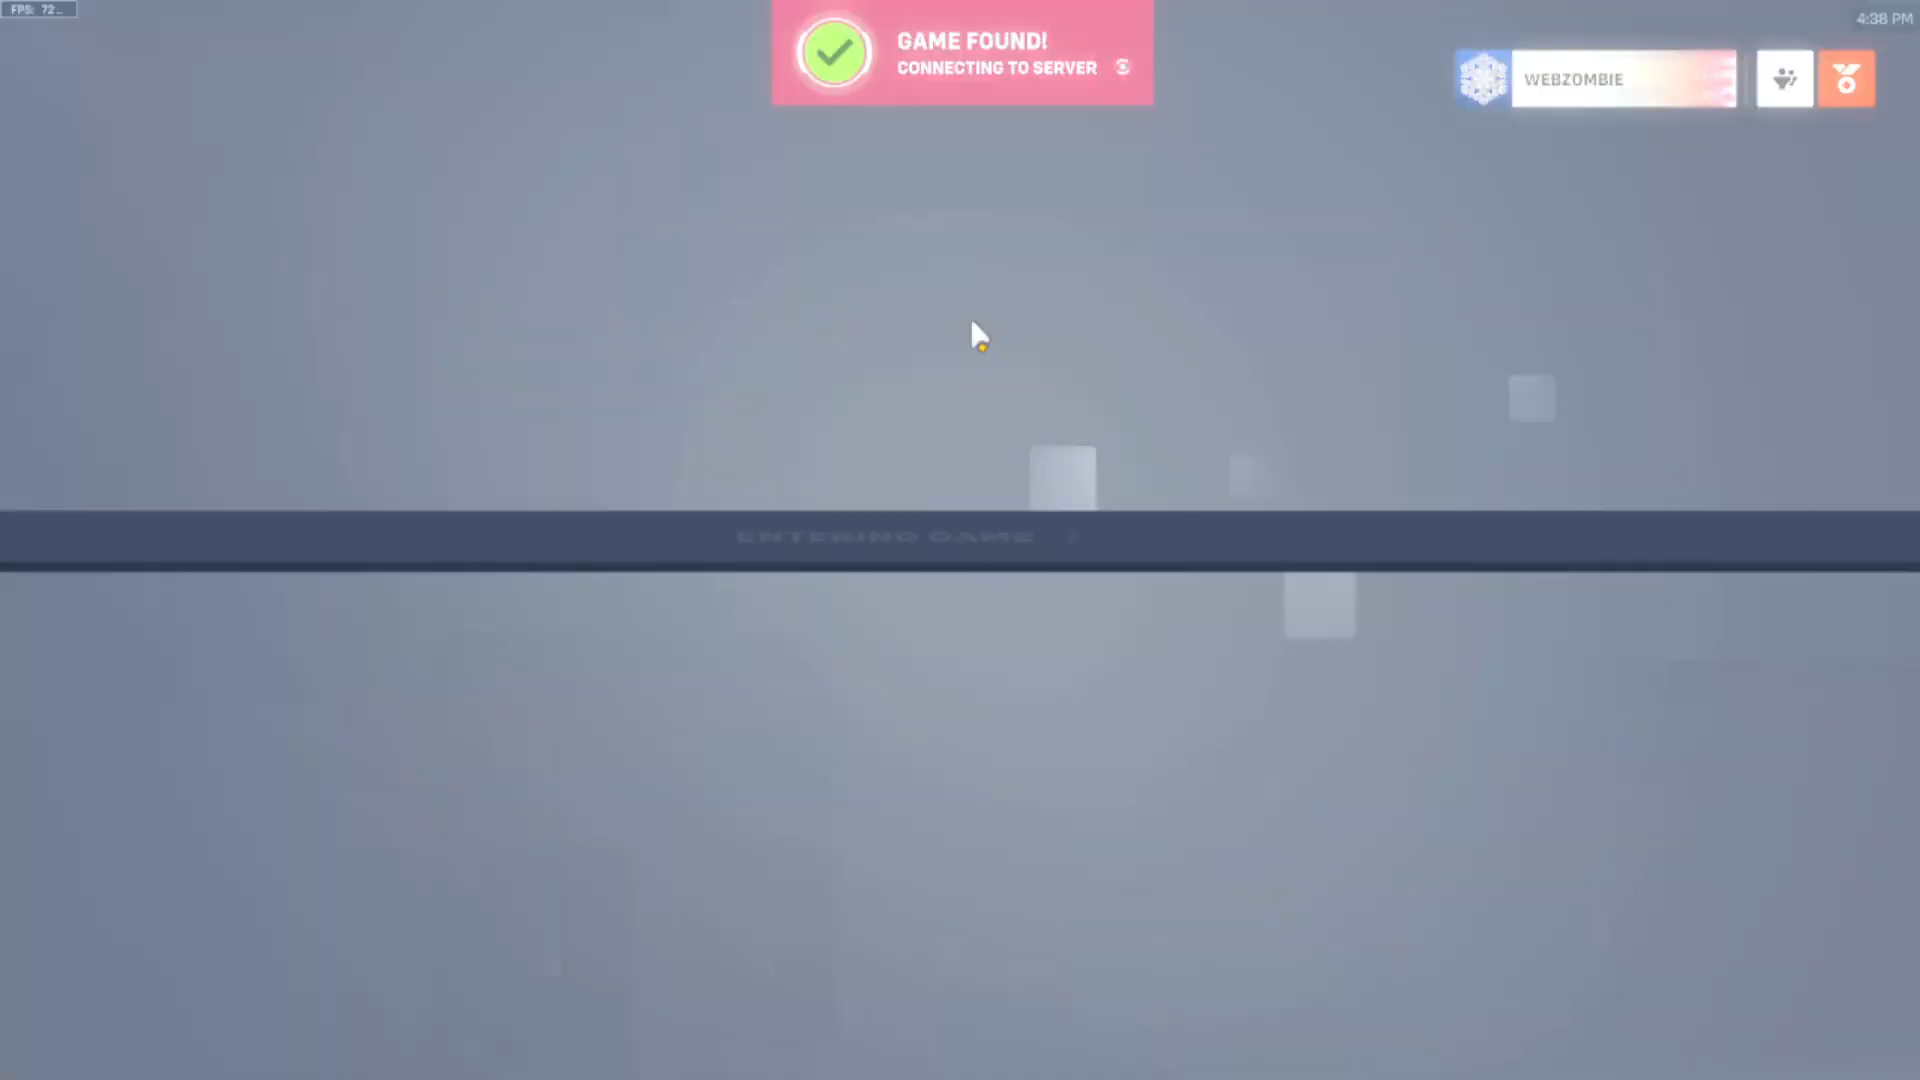 FPS: 72..
4:38 PM
GAME FOUND!
CONNECTING TO SERVER
WEBZOMBIE
ENTERING GAME